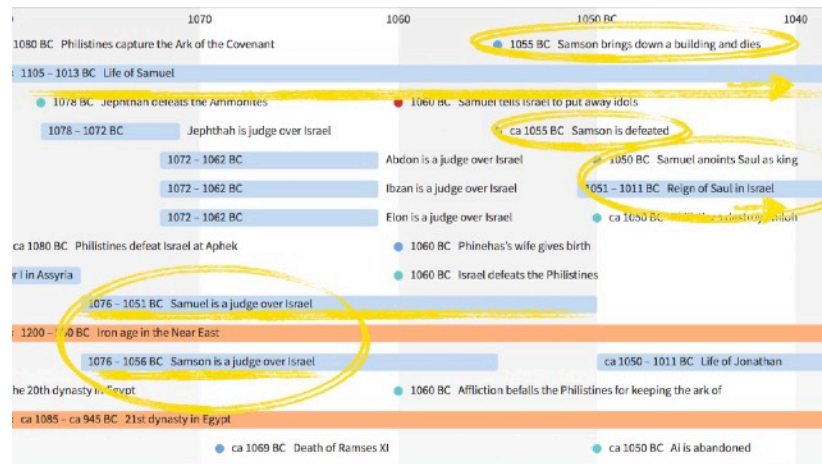 1070 1060 1050 BC 1040
1080 BC Philistines capture the Ark of the Covenant 1055 BC Samson brings down a building and dies
1105 – 1013 BC Life of Samuel
1078 BC Jephthah defeats the Ammonites 1060 BC Samuel tells Israel to put away idols
1078 – 1072 BC Jephthah is judge over Israel ca 1055 BC Samson is defeated
1072 – 1062 BC Abdon is a judge over Israel 1050 BC Samuel anoints Saul as king
1072 – 1062 BC Ibzan is a judge over Israel 1051 – 1011 BC Reign of Saul in Israel
1072 – 1062 BC Elon is a judge over Israel ca 1050 BC
ca 1080 BC Philistines defeat Israel at Aphek 1060 BC Phinehas's wife gives birth
r I in Assyria 1060 BC Israel defeats the Philistines
1076 – 1051 BC Samuel is a judge over Israel
1200 – BC Iron age in the Near East
1076 – 1056 BC Samson is a judge over Israel ca 1050 – 1011 BC Life of Jonathan
he 20th dynasty in Egypt 1060 BC Affliction befalls the Philistines for keeping the ark of
ca 1085 – ca 945 BC 21st dynasty in Egypt
ca 1069 BC Death of Ramses XI ca 1050 BC Ai is abandoned